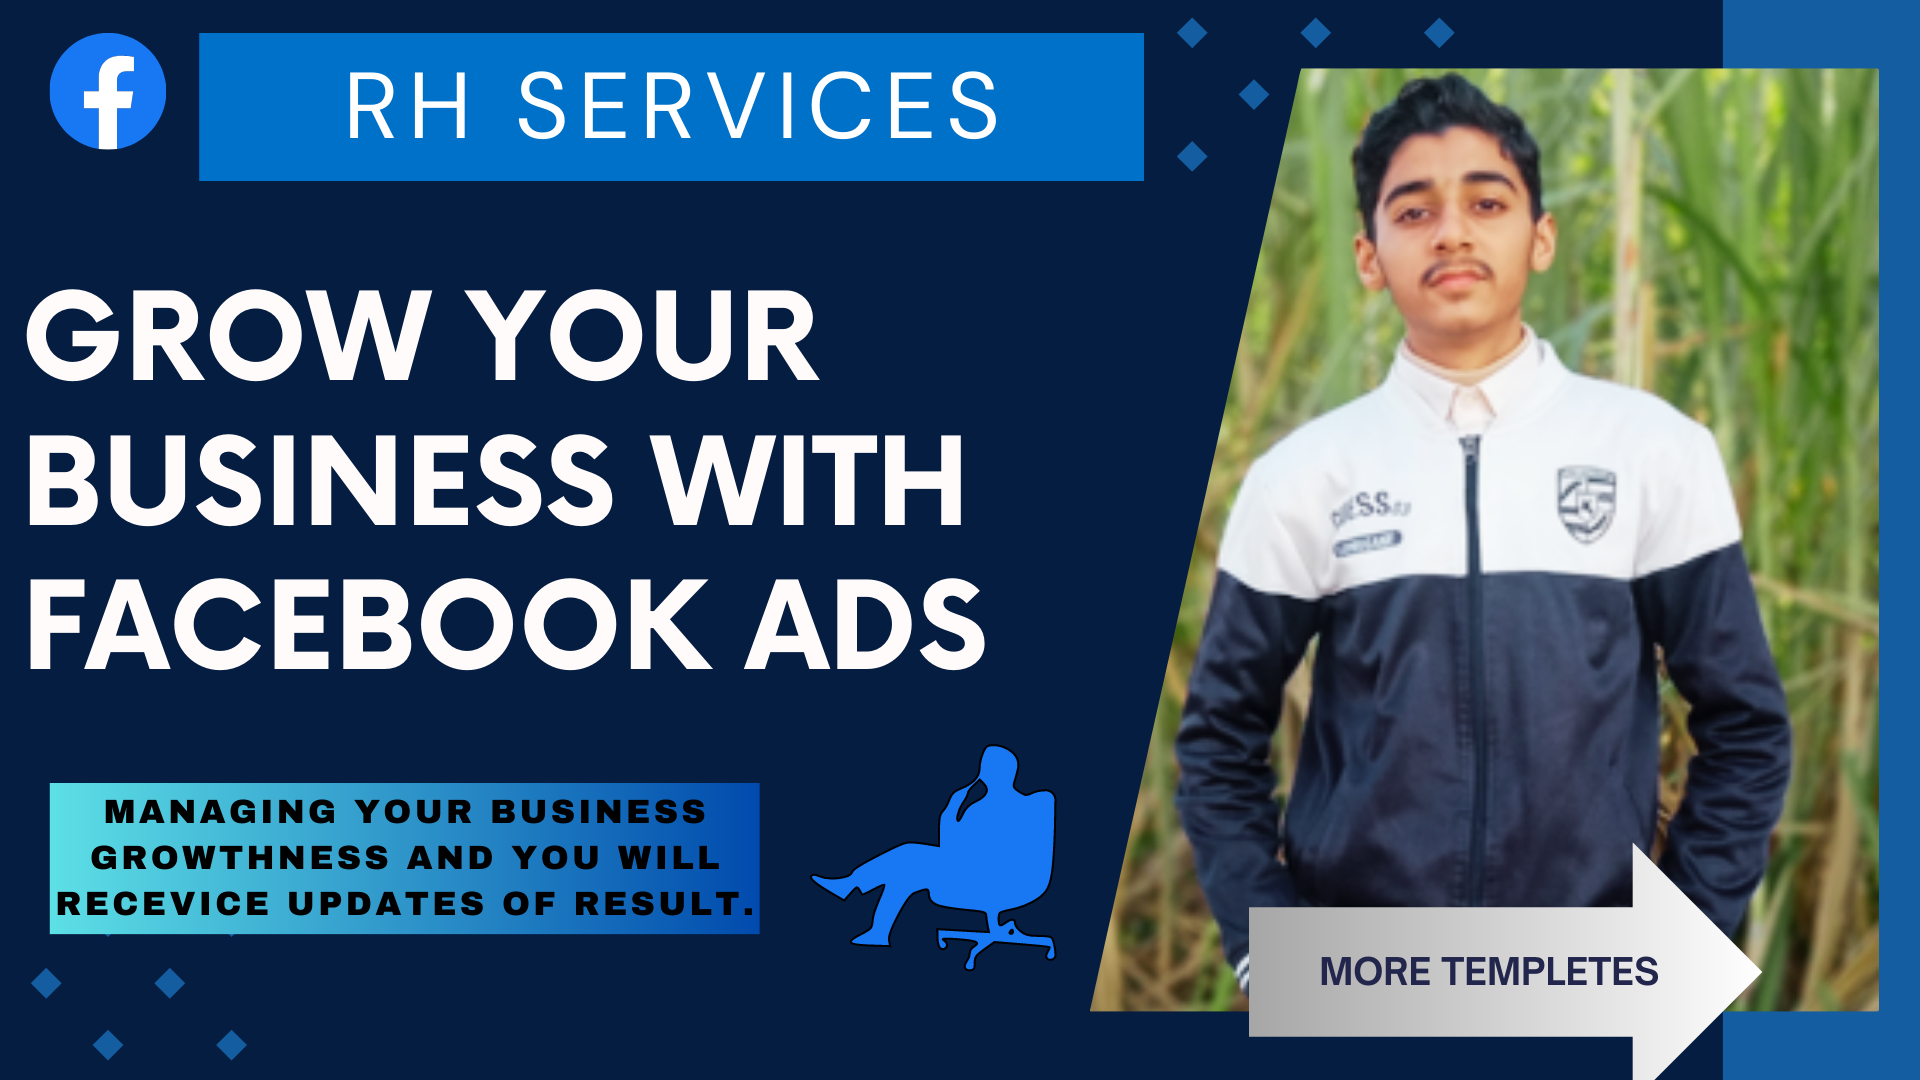 RH SERVICES
GROW YOUR
BUSINESS WITH
FACEBOOK ADS
MANAGING YOUR BUSINESS
GROWTHNESS AND YOU WILL
RECEVICE UPDATES OF RESULT.
MORE TEMPLETES